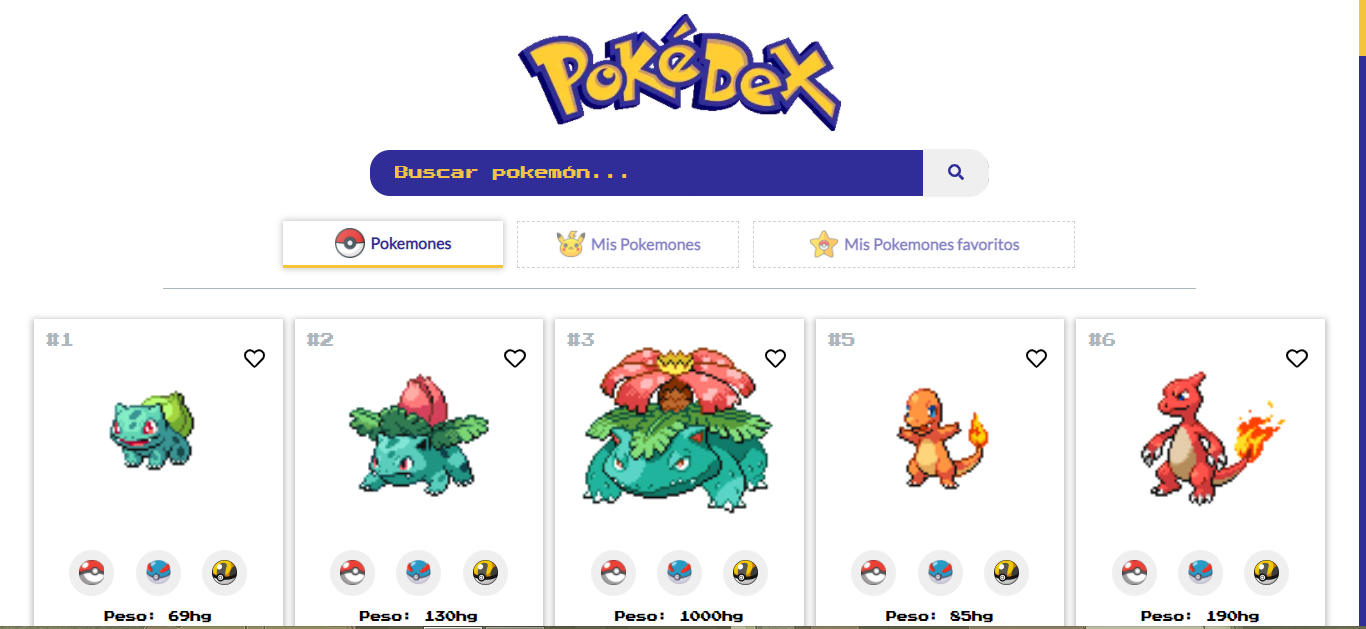 PokéDex
Buscar pokemón...
Pokemones
Mis Pokemones
Mis Pokemones favoritos
#1 #2 #3 #5 #6
Peso: 69hg Peso: 130hg Peso: 1000hg Peso: 85hg Peso: 190hg